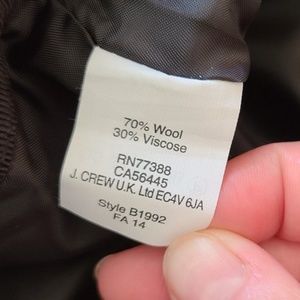 70% Wool
30% Viscose
RN77388
CA56445
J. CREW U.K. Ltd EC4V 6JA
Style B1992
FA 14